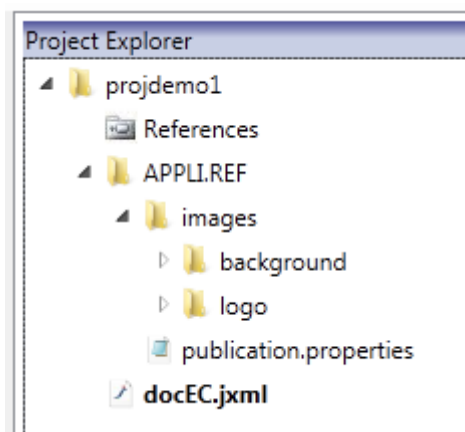 Project Explorer
projdemo1
References
APPLI.REF
images
background
logo
publication.properties
docEC.jxml